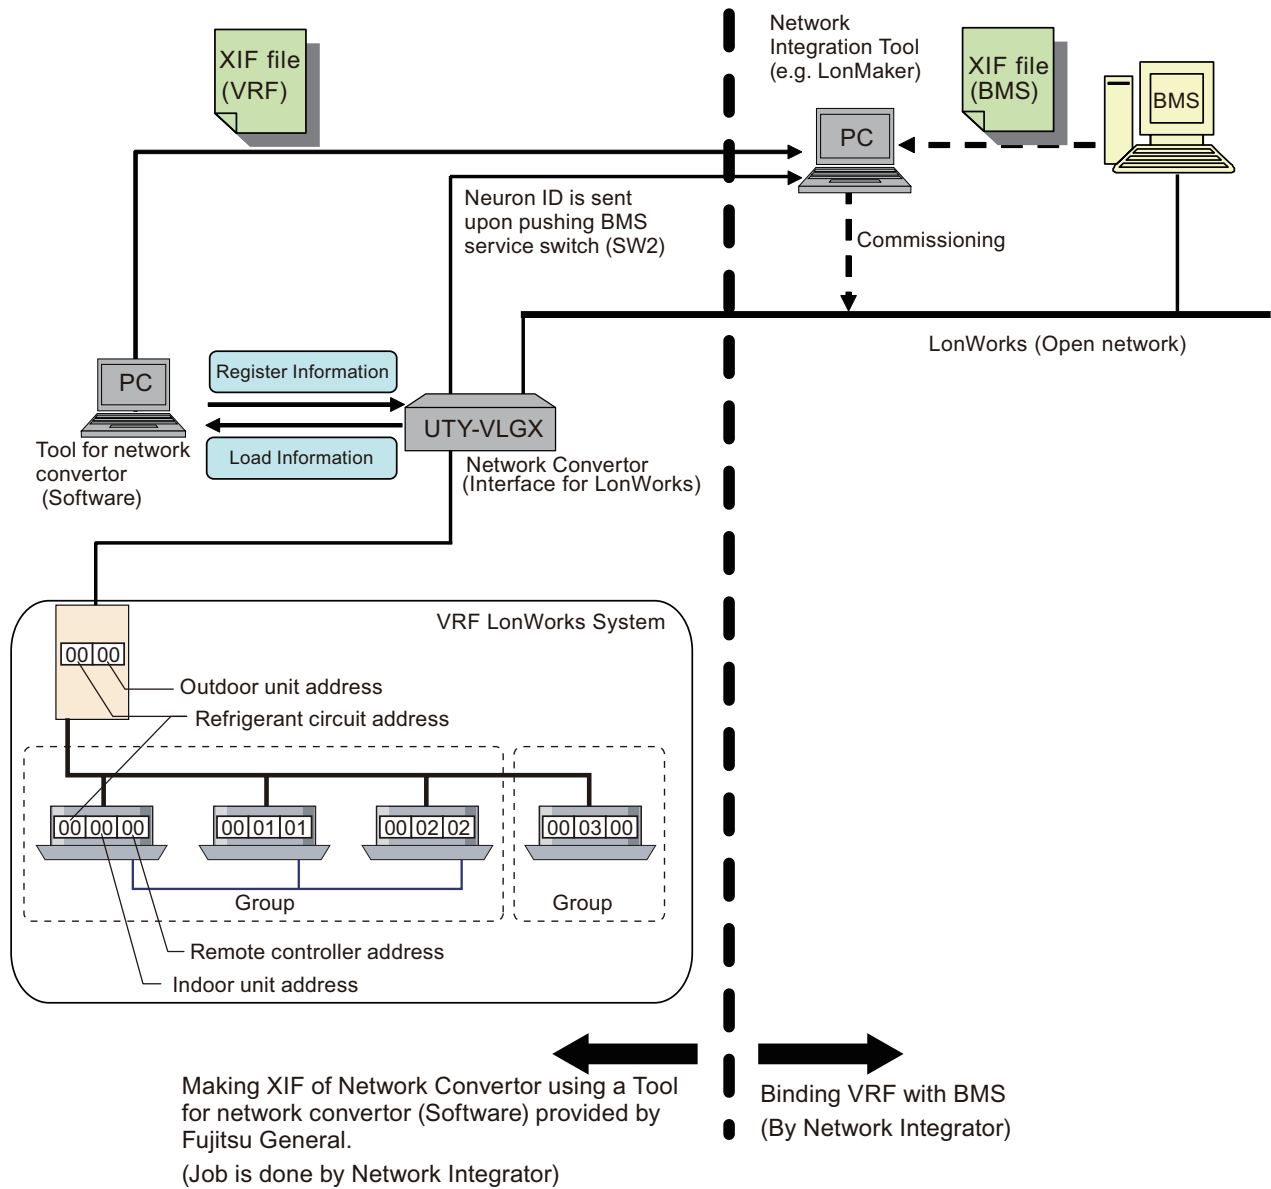 XIF file
(VRF)
Network
Integration Tool
(e.g. LonMaker)
XIF file
(BMS)
BMS
PC
Neuron ID is sent
upon pushing BMS
service switch (SW2)
Commissioning
LonWorks (Open network)
PC
Register Information
Load Information
UTY-VLGX
Tool for network
convertor
(Software)
Network Convertor
(Interface for LonWorks)
VRF LonWorks System
00 00
Outdoor unit address
Refrigerant circuit address
00 00 00
00 01 01
00 02 02
00 03 00
Group
Group
Remote controller address
Indoor unit address
Making XIF of Network Convertor using a Tool
for network convertor (Software) provided by
Fujitsu General.
(Job is done by Network Integrator)
Binding VRF with BMS
(By Network Integrator)